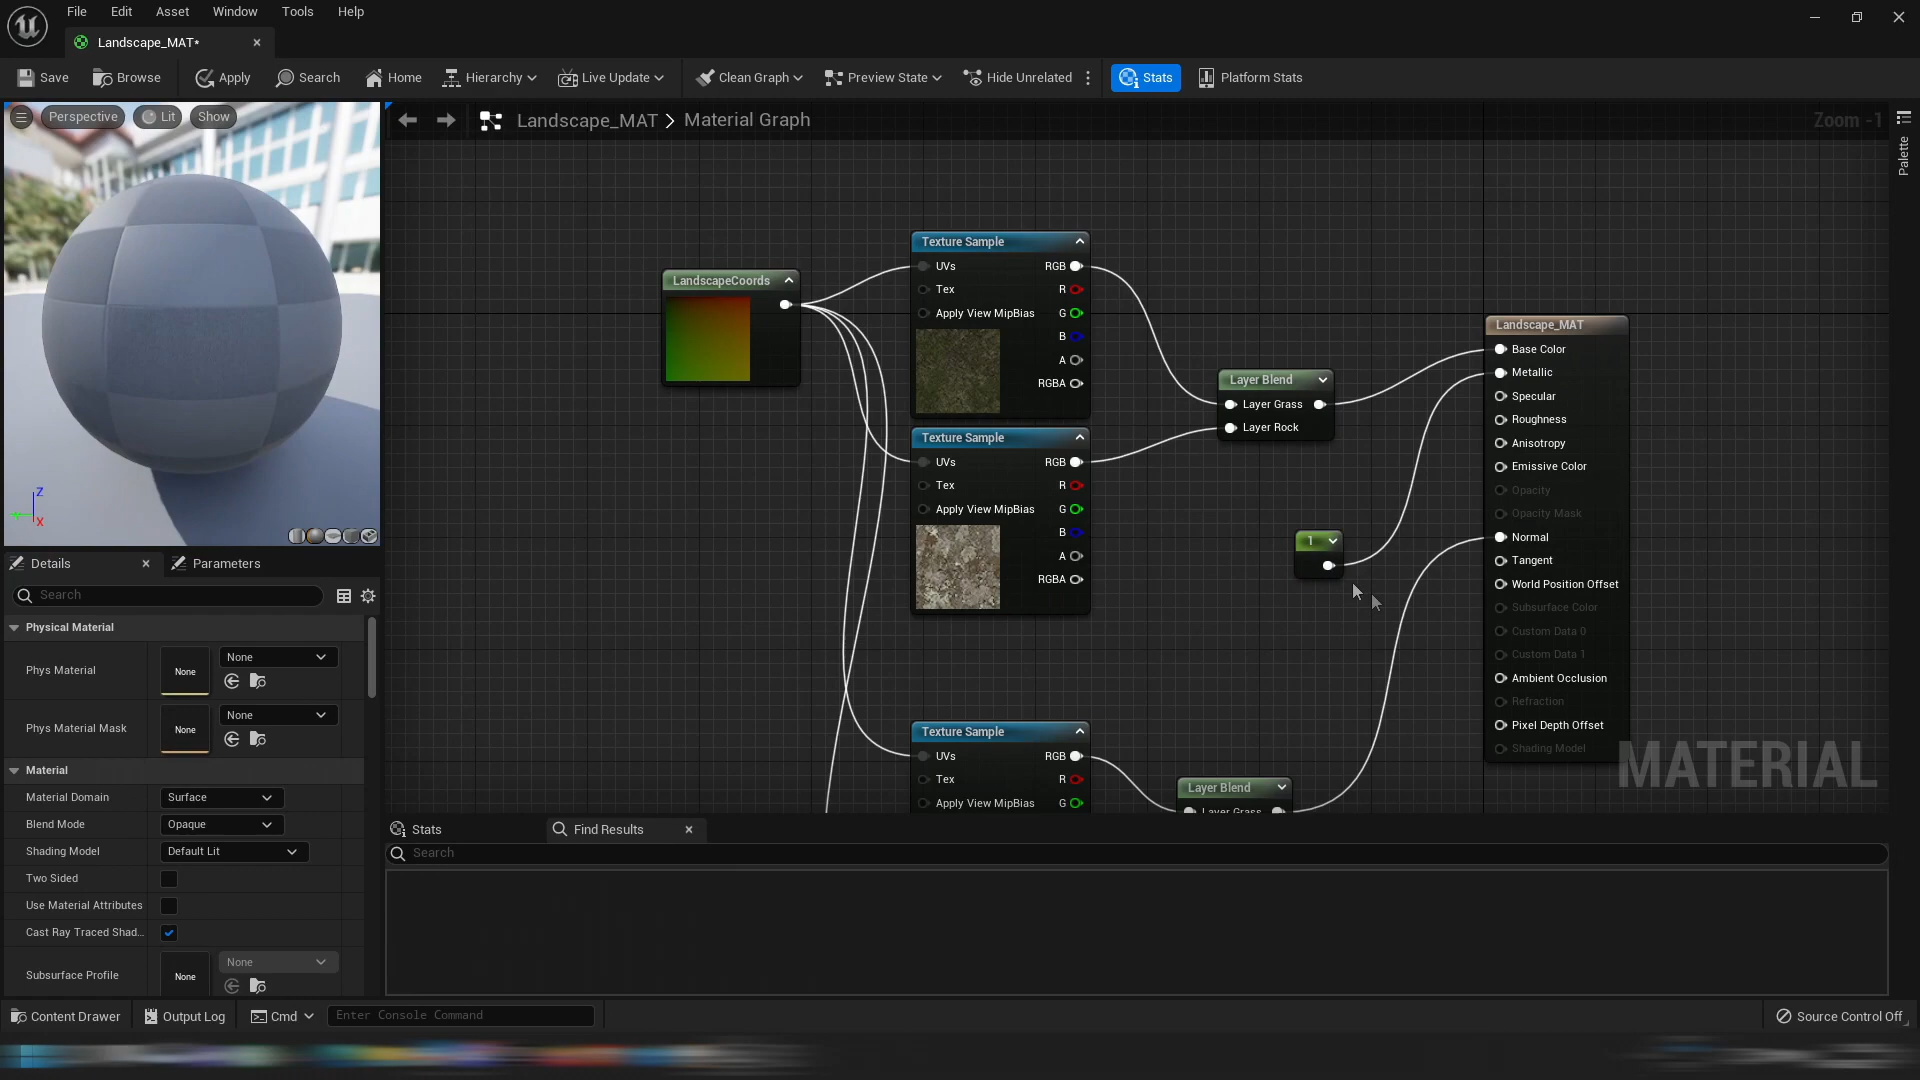 File Edit Asset Window Tools Help
Landscape_MAT*
Save Browse Apply Search Home Hierarchy Live Update Clean Graph Preview State Hide Unrelated Stats Platform Stats
Perspective Lit Show
Landscape_MAT > Material Graph
Zoom -1
Palette
Texture Sample
UVs RGB
Tex R
Apply View MipBias G
B
A
RGBA
LandscapeCoords
Texture Sample
UVs RGB
Tex R
Apply View MipBias G
B
A
RGBA
Layer Blend
Layer Grass
Layer Rock
1
Texture Sample
UVs RGB
Tex R
Apply View MipBias G
Layer Blend
Layer Grass
Landscape_MAT
Base Color
Metallic
Specular
Roughness
Anisotropy
Emissive Color
Opacity
Opacity Mask
Normal
Tangent
World Position Offset
Subsurface Color
Custom Data 0
Custom Data 1
Ambient Occlusion
Refraction
Pixel Depth Offset
Shading Model
MATERIAL
Z
X
Details Parameters
Search
Physical Material
Phys Material None None
Phys Material Mask None None
Material
Material Domain Surface
Blend Mode Opaque
Shading Model Default Lit
Two Sided
Use Material Attributes
Cast Ray Traced Shad...
Subsurface Profile None None
Stats Find Results
Search
Content Drawer Output Log Cmd Enter Console Command Source Control Off